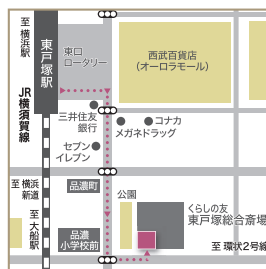 至 横浜駅
東戸塚駅
東口
ロータリー
西武百貨店
(オーロラモール)
JR横須賀線
三井住友
銀行
コナカ
メガネドラッグ
セブン
イレブン
至 横浜
新道
品濃町
公園
くらしの友
東戸塚総合斎場
至 大船駅
品濃
小学校前
至 環状2号線